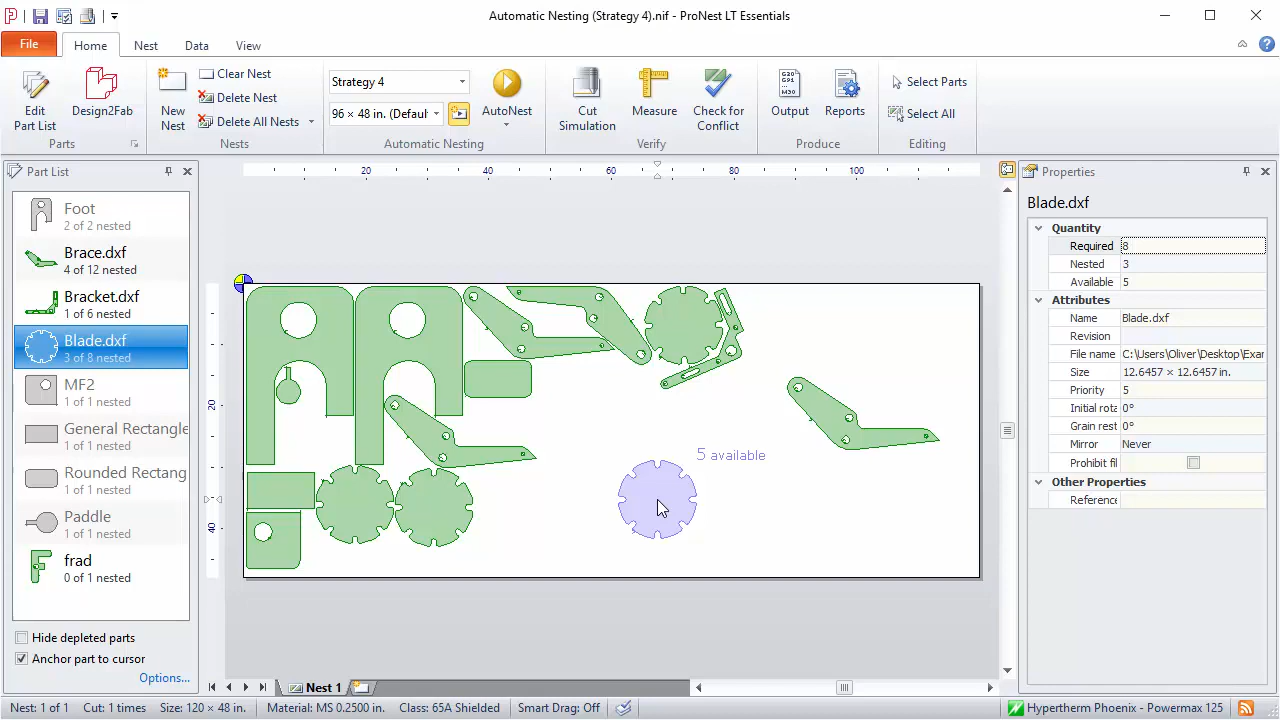 Automatic Nesting (Strategy 4).nif - ProNest LT Essentials
File
Home
Nest
Data
View
Edit
Part List
Design2Fab
Parts
New
Nest
Clear Nest
Delete Nest
Delete All Nests
Nests
Strategy 4
96 × 48 in. (Defaul
AutoNest
Automatic Nesting
Cut
Simulation
Measure
Check for
Conflict
Verify
Output
Reports
Produce
Select Parts
Select All
Editing
Part List
Foot
2 of 2 nested
Brace.dxf
4 of 12 nested
Bracket.dxf
1 of 6 nested
Blade.dxf
3 of 8 nested
MF2
1 of 1 nested
General Rectangle
1 of 1 nested
Rounded Rectang
1 of 1 nested
Paddle
1 of 1 nested
frad
0 of 1 nested
Hide depleted parts
Anchor part to cursor
Options...
20 40 60 80 100
20
40
5 available
Nest 1
Properties
Blade.dxf
Quantity
Required 8
Nested 3
Available 5
Attributes
Name Blade.dxf
Revision
File name C:\Users\Oliver\Desktop\Exar
Size 12.6457 × 12.6457 in.
Priority 5
Initial rota 0°
Grain rest 0°
Mirror Never
Prohibit fil
Other Properties
Referenc
Nest: 1 of 1 Cut: 1 times Size: 120 × 48 in. Material: MS 0.2500 in. Class: 65A Shielded Smart Drag: Off Hypertherm Phoenix - Powermax 125